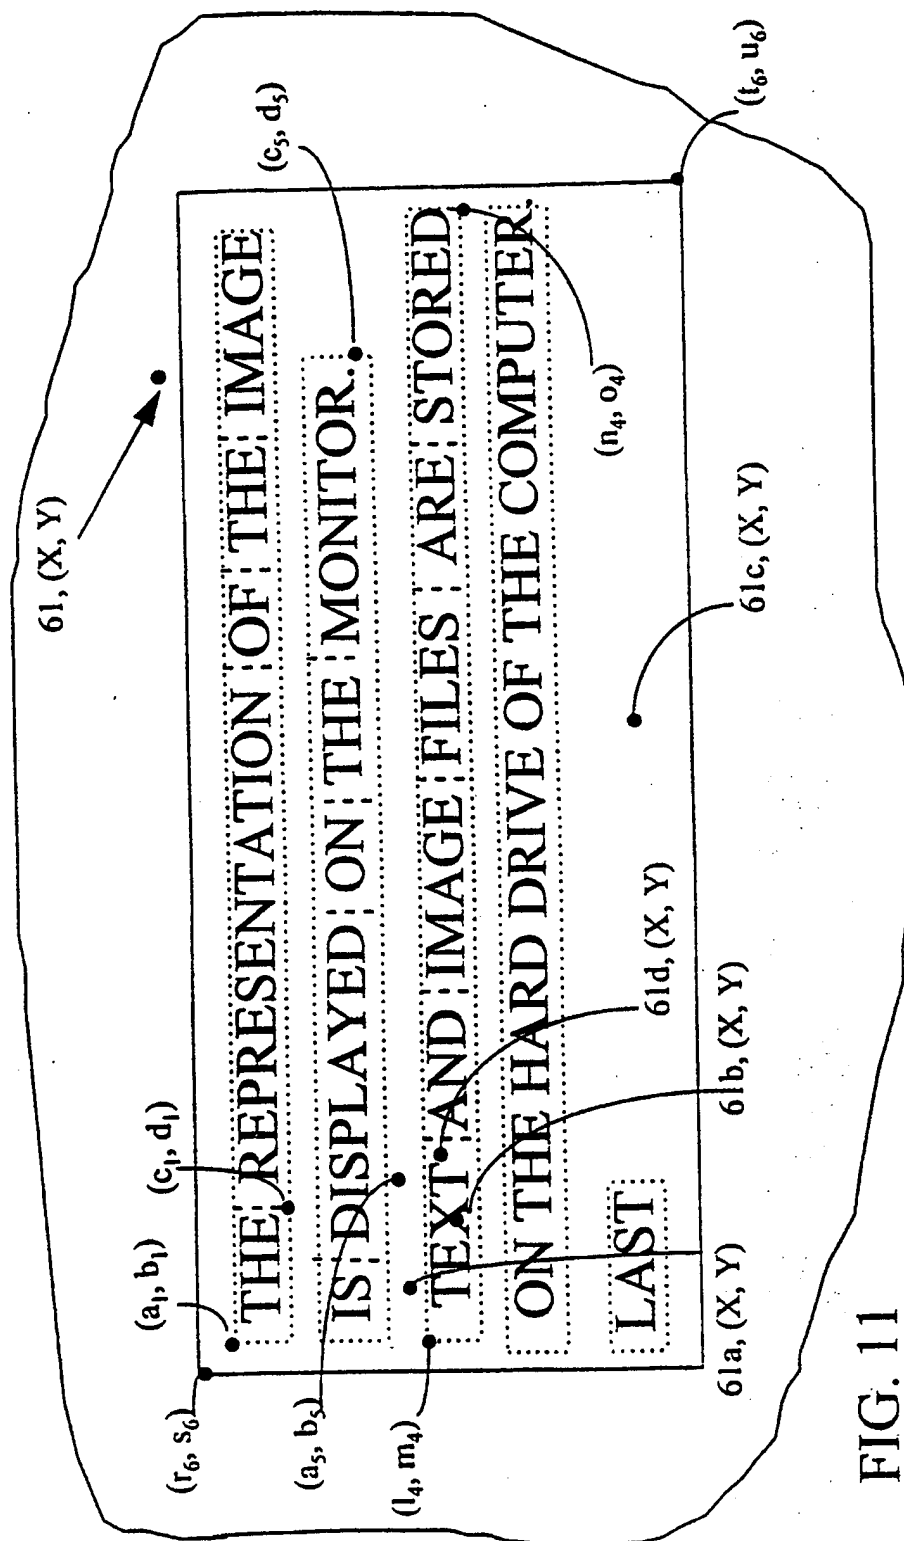 61, (X, Y)
(r₆, s₆)
(a₁, b₁)
(c₁, d₁)
(c₅, d₅)
THE REPRESENTATION OF THE IMAGE
IS DISPLAYED ON THE MONITOR.
(a₅, b₅)
(l₄, m₄)
TEXT AND IMAGE FILES ARE STORED
ON THE HARD DRIVE OF THE COMPUTER.
LAST
(n₄, o₄)
(t₆, u₆)
61a, (X, Y)
61b, (X, Y)
61d, (X, Y)
61c, (X, Y)
FIG. 11